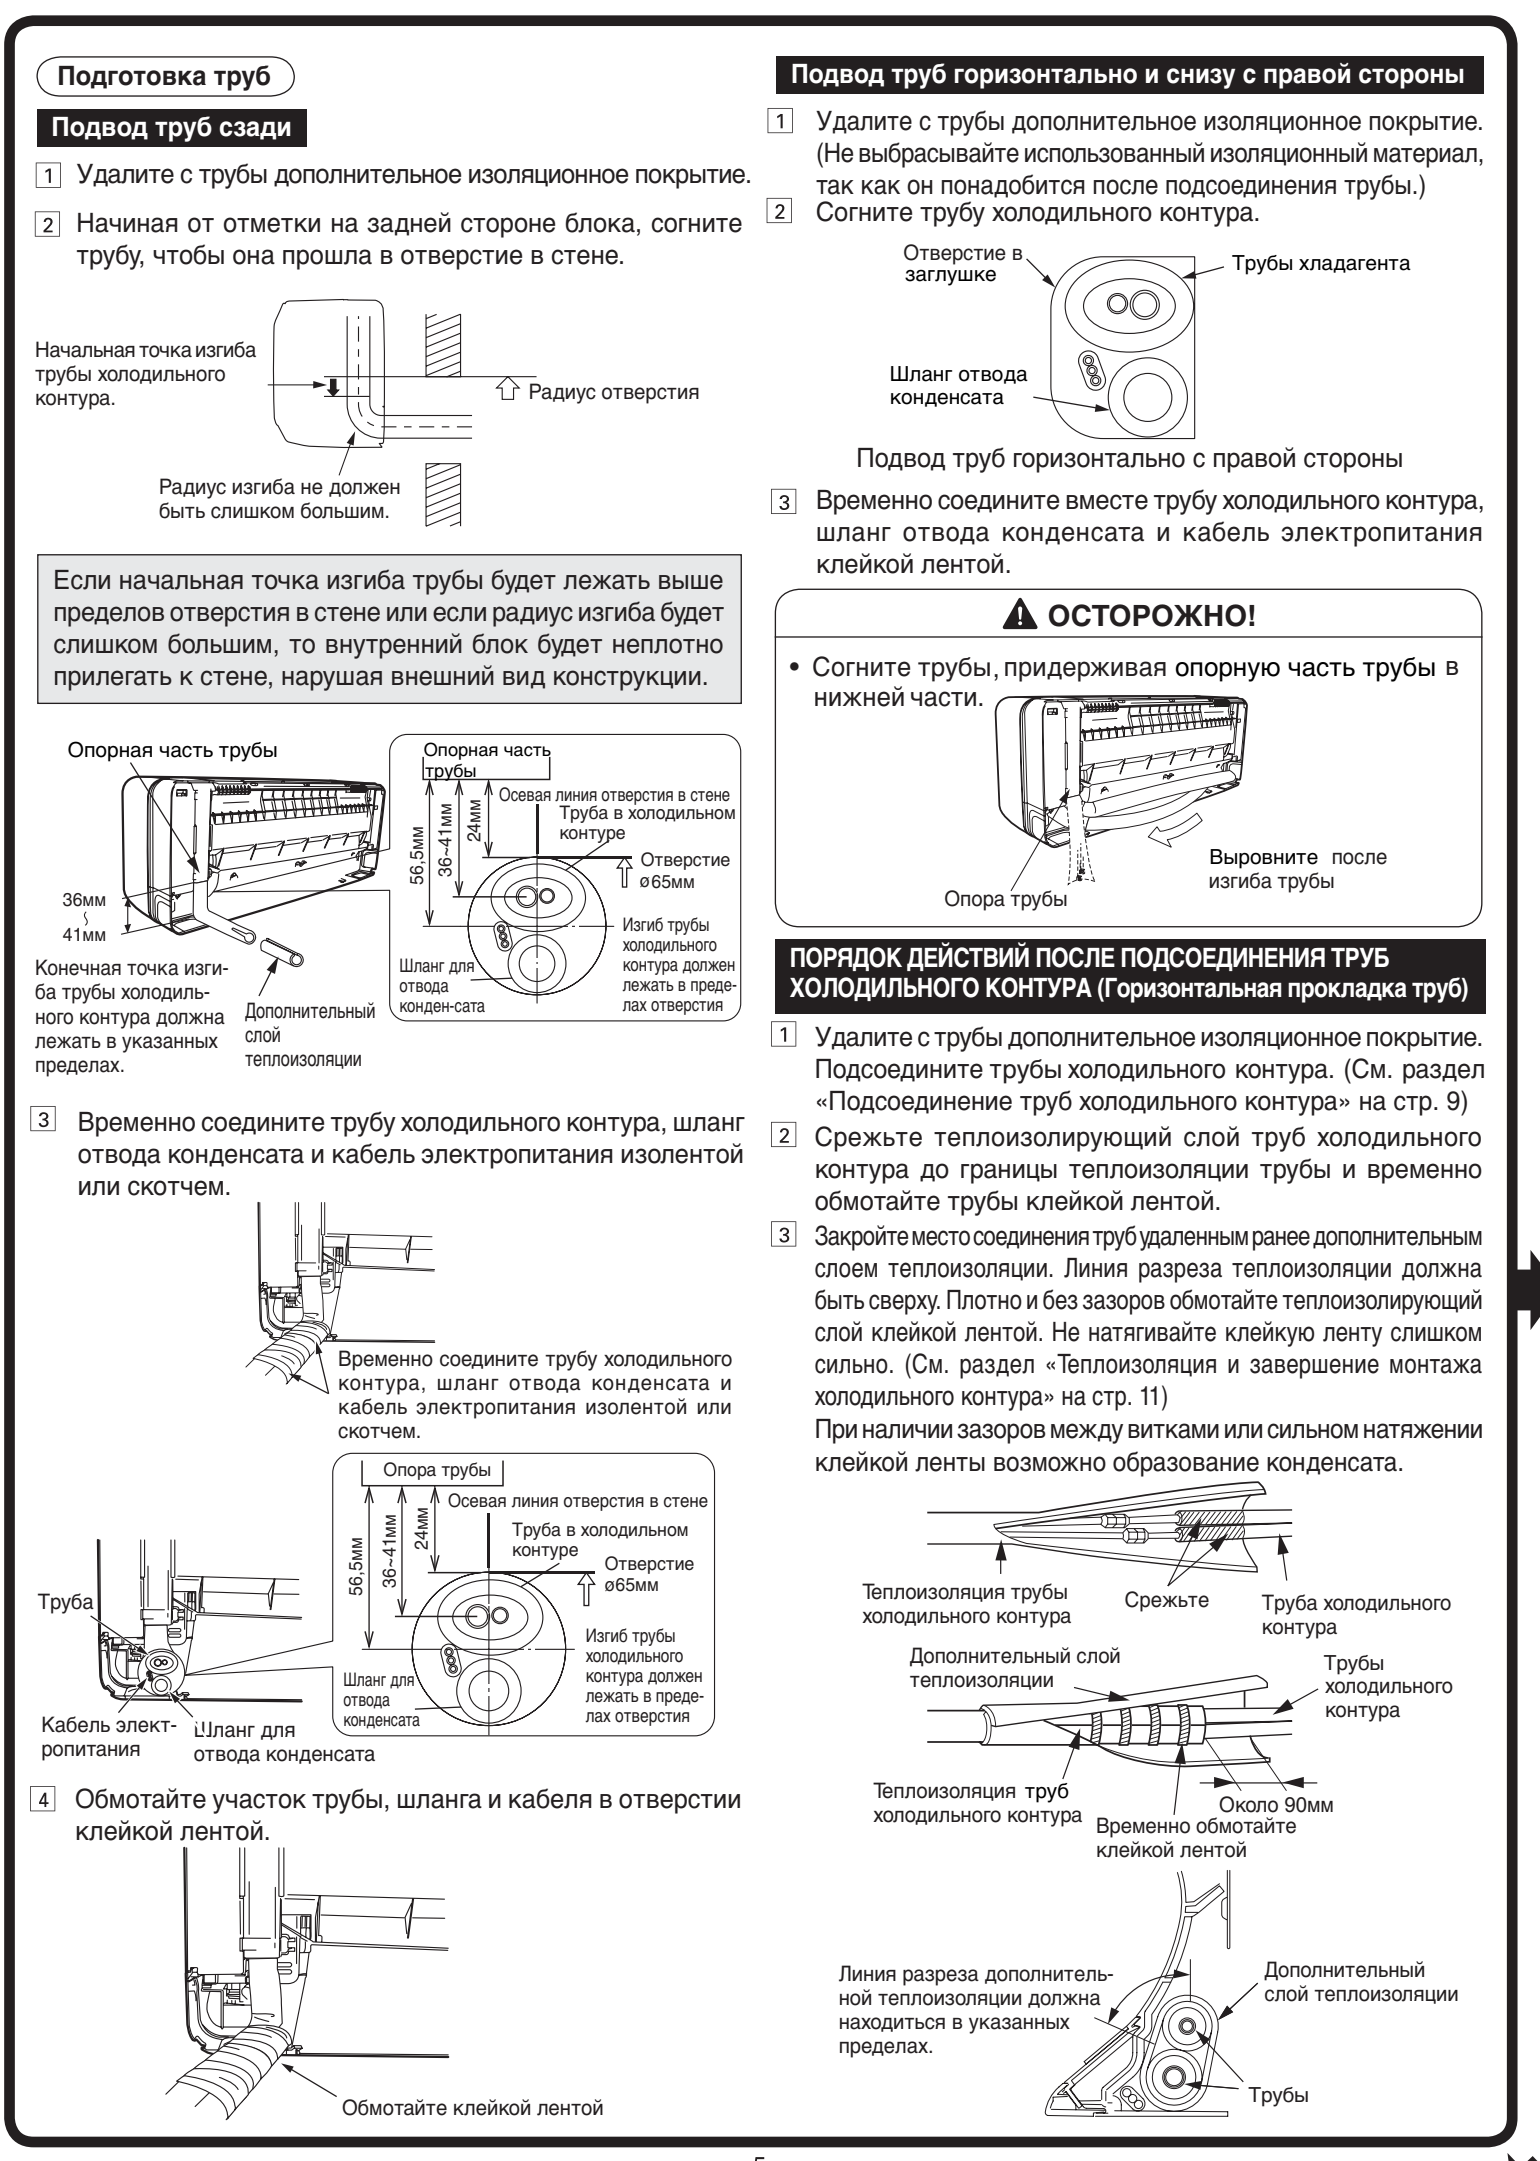 Подготовка труб
Подвод труб сзади
1 Удалите с трубы дополнительное изоляционное покрытие.
2 Начиная от отметки на задней стороне блока, согните
трубу, чтобы она прошла в отверстие в стене.
Начальная точка изгиба
трубы холодильного
контура.
Радиус отверстия
Радиус изгиба не должен
быть слишком большим.
Если начальная точка изгиба трубы будет лежать выше
пределов отверстия в стене или если радиус изгиба будет
слишком большим, то внутренний блок будет неплотно
прилегать к стене, нарушая внешний вид конструкции.
Опорная часть трубы
36мм
41мм
Конечная точка изги-
ба трубы холодиль-
ного контура должна
лежать в указанных
пределах.
Дополнительный
слой
теплоизоляции
Опорная часть
трубы
56,5мм
36~41мм
24мм
Осевая линия отверстия в стене
Труба в холодильном
контуре
Отверстие
ø65мм
Изгиб трубы
холодильного
контура должен
лежать в преде-
лах отверстия
Шланг для
отвода
конден-сата
3 Временно соедините трубу холодильного контура, шланг
отвода конденсата и кабель электропитания изолентой
или скотчем.
Временно соедините трубу холодильного
контура, шланг отвода конденсата и
кабель электропитания изолентой или
скотчем.
Труба
Кабель элект-
ропитания
Шланг для
отвода конденсата
Опора трубы
56,5мм
36~41мм
24мм
Осевая линия отверстия в стене
Труба в холодильном
контуре
Отверстие
ø65мм
Изгиб трубы
холодильного
контура должен
лежать в преде-
лах отверстия
Шланг для
отвода
конденсата
4 Обмотайте участок трубы, шланга и кабеля в отверстии
клейкой лентой.
Обмотайте клейкой лентой
Подвод труб горизонтально и снизу с правой стороны
1 Удалите с трубы дополнительное изоляционное покрытие.
(Не выбрасывайте использованный изоляционный материал,
так как он понадобится после подсоединения трубы.)
2 Согните трубу холодильного контура.
Отверстие в
заглушке
Трубы хладагента
Шланг отвода
конденсата
Подвод труб горизонтально с правой стороны
3 Временно соедините вместе трубу холодильного контура,
шланг отвода конденсата и кабель электропитания
клейкой лентой.
ОСТОРОЖНО!
• Согните трубы, придерживая опорную часть трубы в
нижней части.
Выровните после
изгиба трубы
Опора трубы
ПОРЯДОК ДЕЙСТВИЙ ПОСЛЕ ПОДСОЕДИНЕНИЯ ТРУБ
ХОЛОДИЛЬНОГО КОНТУРА (Горизонтальная прокладка труб)
1 Удалите с трубы дополнительное изоляционное покрытие.
Подсоедините трубы холодильного контура. (См. раздел
«Подсоединение труб холодильного контура» на стр. 9)
2 Срежьте теплоизолирующий слой труб холодильного
контура до границы теплоизоляции трубы и временно
обмотайте трубы клейкой лентой.
3 Закройте место соединения труб удаленным ранее дополнительным
слоем теплоизоляции. Линия разреза теплоизоляции должна
быть сверху. Плотно и без зазоров обмотайте теплоизолирующий
слой клейкой лентой. Не натягивайте клейкую ленту слишком
сильно. (См. раздел «Теплоизоляция и завершение монтажа
холодильного контура» на стр. 11)
При наличии зазоров между витками или сильном натяжении
клейкой ленты возможно образование конденсата.
Теплоизоляция трубы
холодильного контура
Срежьте
Труба холодильного
контура
Дополнительный слой
теплоизоляции
Трубы
холодильного
контура
Теплоизоляция труб
холодильного контура
Около 90мм
Временно обмотайте
клейкой лентой
Линия разреза дополнитель-
ной теплоизоляции должна
находиться в указанных
пределах.
Дополнительный
слой теплоизоляции
Трубы